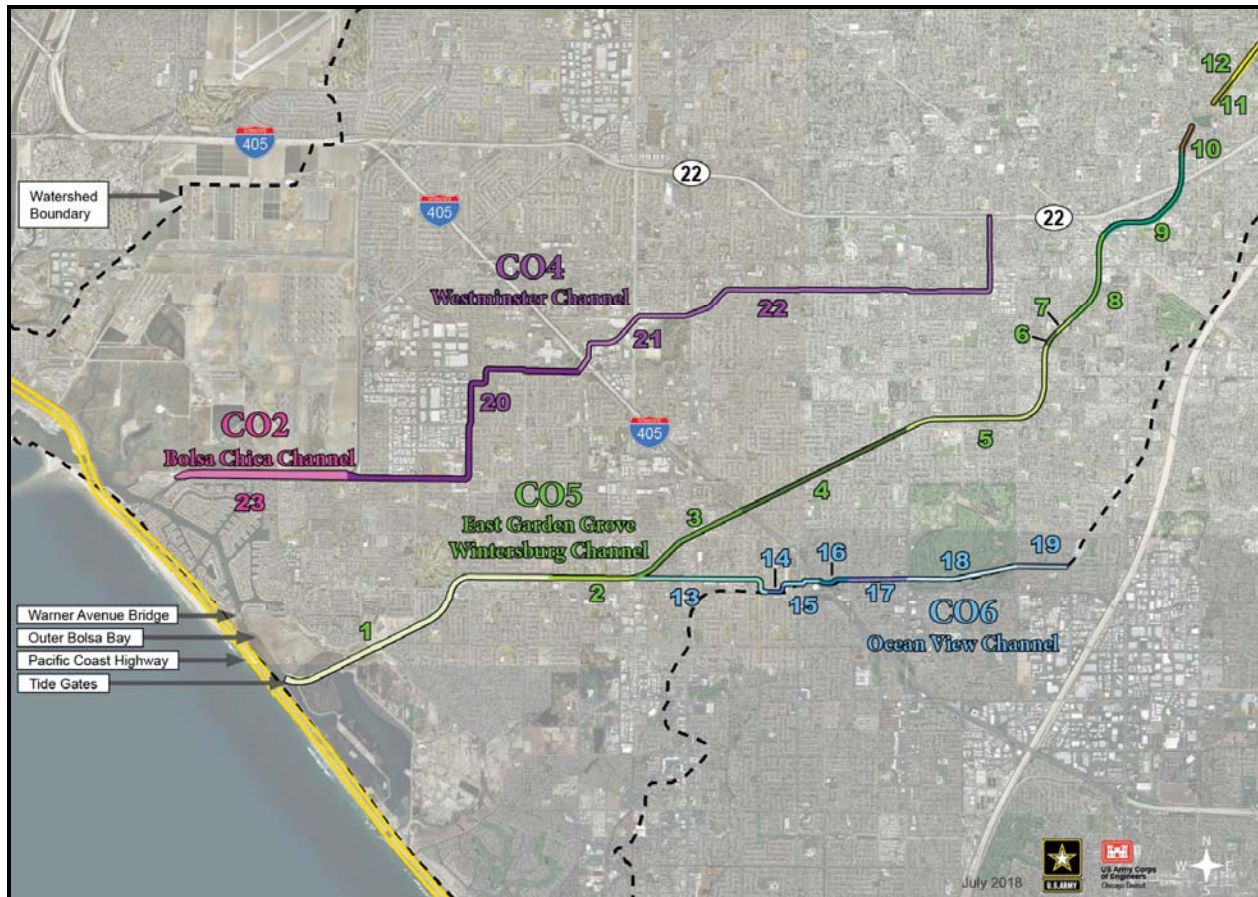 12
11
405
10
22
Watershed
Boundary
405
22
9
CO4
Westminster Channel
8
22
7
6
21
20
CO2
Bolsa Chica Channel
405
5
23
CO5
East Garden Grove
Wintersburg Channel
4
3
2
14
16
18
19
13
15
17
CO6
Ocean View Channel
Warner Avenue Bridge
Outer Bolsa Bay
Pacific Coast Highway
Tide Gates
1
July 2018
U.S.ARMY
US Army Corps
of Engineers
Chicago District
N
W E
S